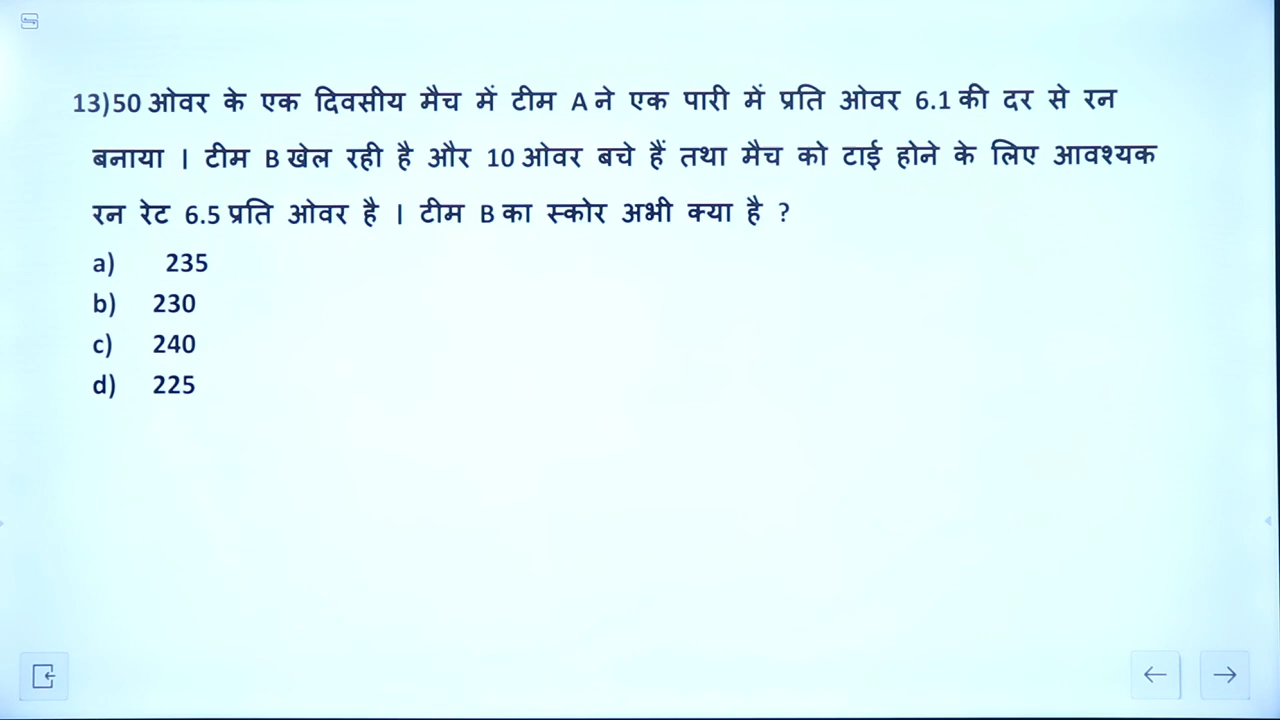 13)50 ओवर के एक दिवसीय मैच में टीम A ने एक पारी में प्रति ओवर 6.1 की दर से रन
बनाया । टीम B खेल रही है और 10 ओवर बचे हैं तथा मैच को टाई होने के लिए आवश्यक
रन रेट 6.5 प्रति ओवर है । टीम B का स्कोर अभी क्या है ?
a) 235
b) 230
c) 240
d) 225